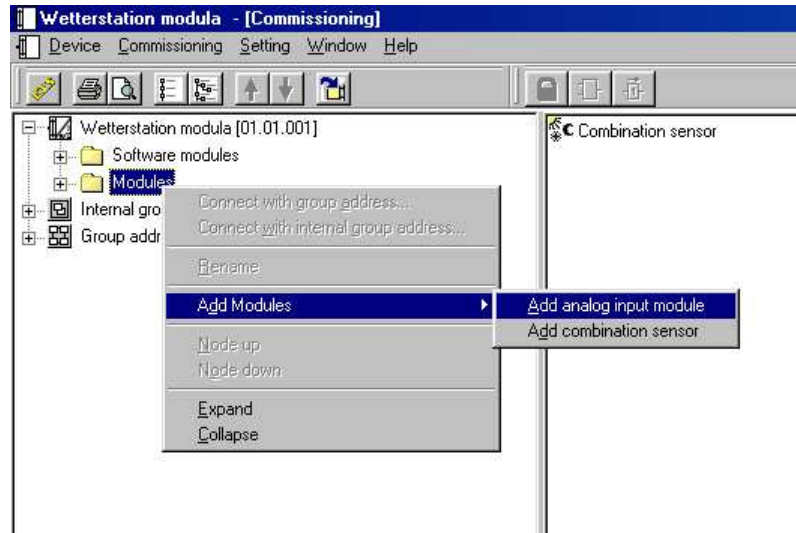 Wetterstation modula - [Commissioning]
Device Commissioning Setting Window Help
Wetterstation modula [01.01.001]
Software modules
Modules
Internal gro
Group addr
C Combination sensor
Connect with group address...
Connect with internal group address...
Rename
Add Modules
Node up
Node down
Expand
Collapse
Add analog input module
Add combination sensor